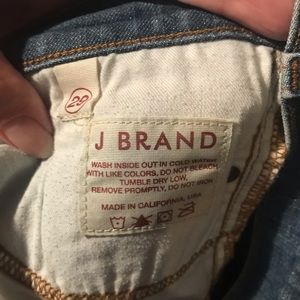 29
J BRAND
WASH INSIDE OUT IN COLD WATER
WITH LIKE COLORS, DO NOT BLEACH,
TUMBLE DRY LOW,
REMOVE PROMPTLY, DO NOT IRON
MADE IN CALIFORNIA, USA